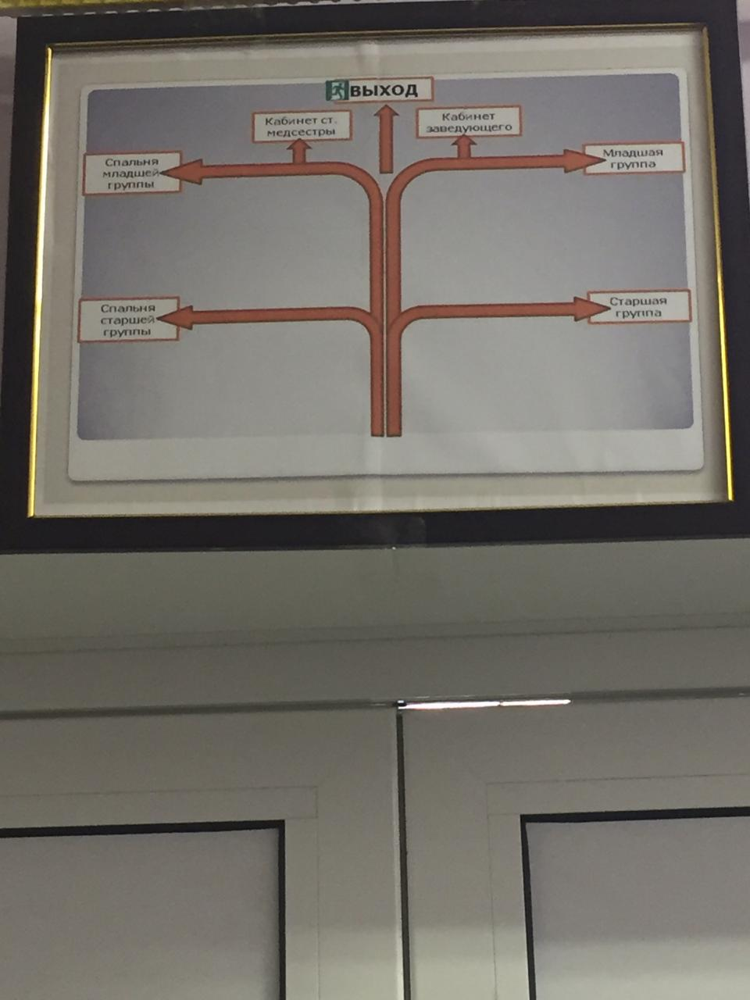 ВЫХОД
Кабинет ст.
медсестры
Кабинет
заведующего
Спальня
младшей
группы
Младшая
группа
Спальня
старшей
группы
Старшая
группа